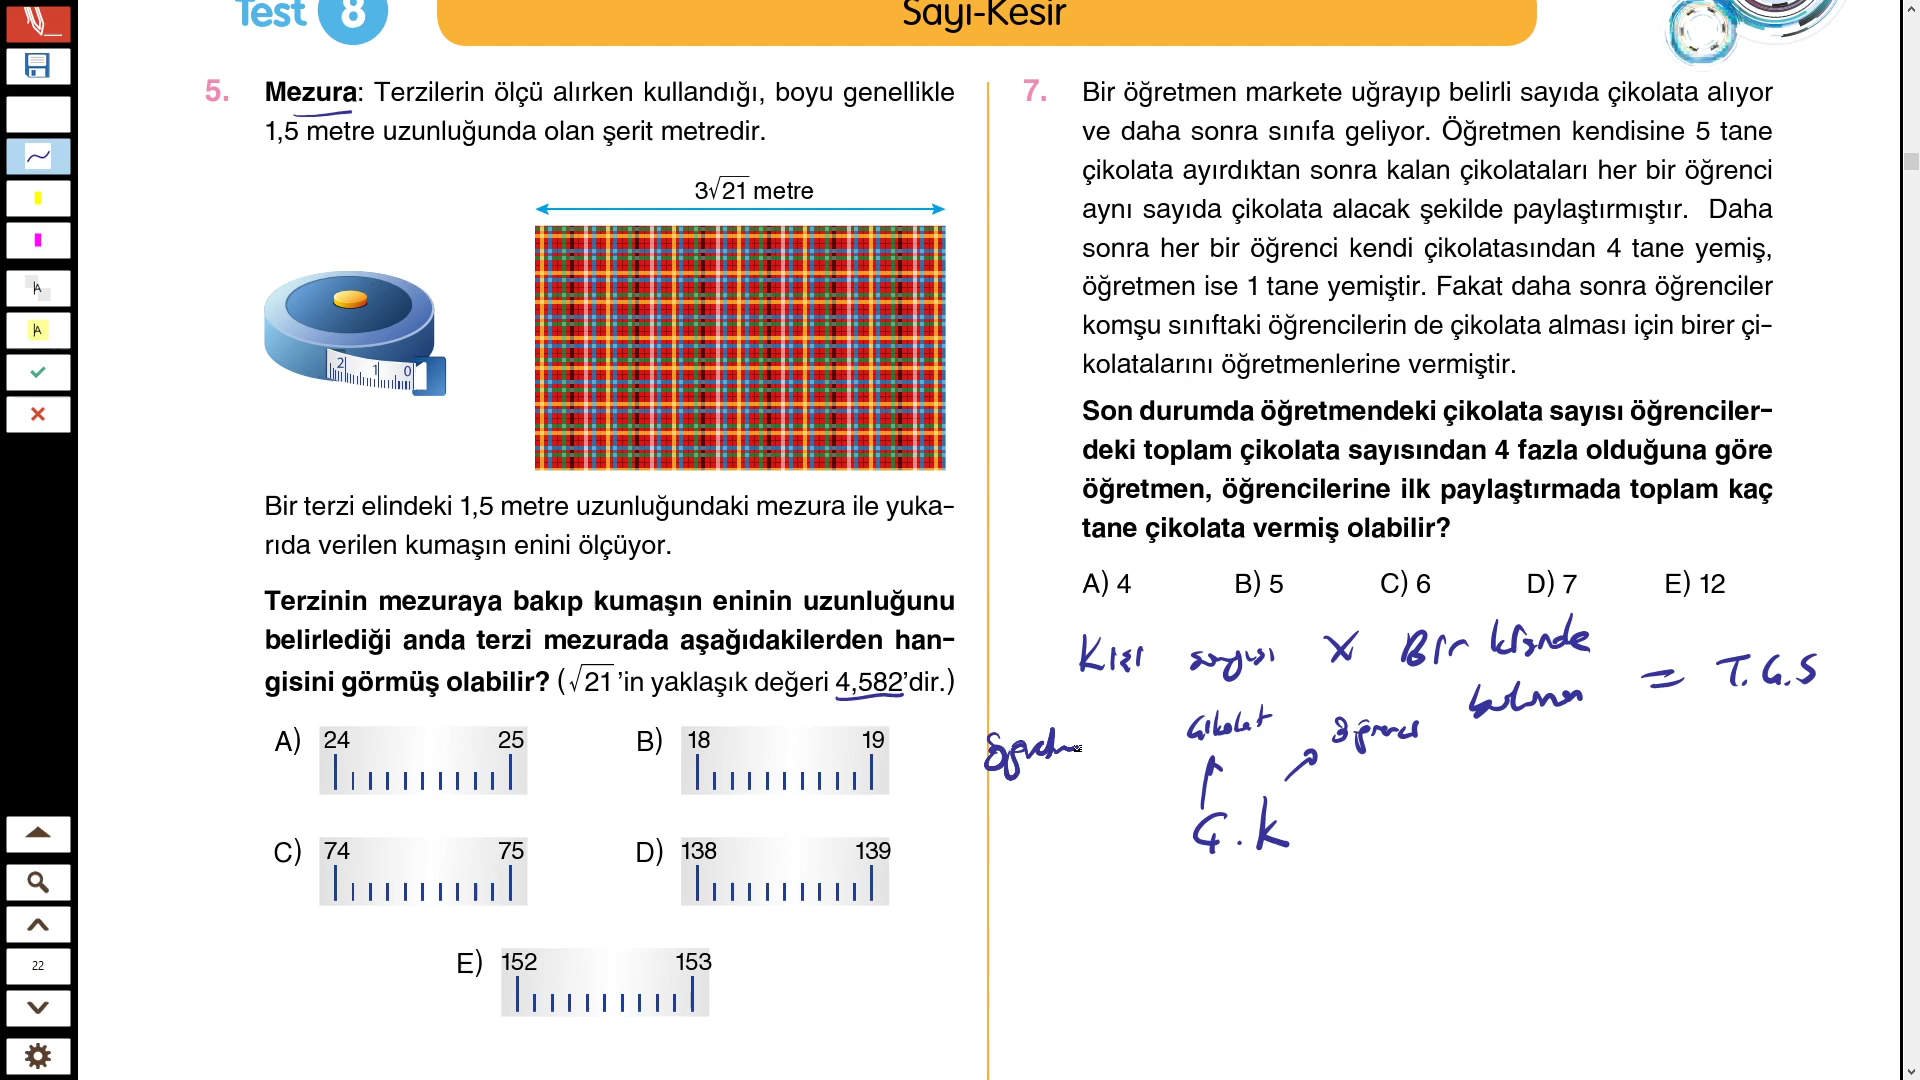 Test 8
Sayı-Kesir
5. Mezura: Terzilerin ölçü alırken kullandığı, boyu genellikle
1,5 metre uzunluğunda olan şerit metredir.
3√21 metre
2 1 0
Bir terzi elindeki 1,5 metre uzunluğundaki mezura ile yuka-
rıda verilen kumaşın enini ölçüyor.
Terzinin mezuraya bakıp kumaşın eninin uzunluğunu
belirlediği anda terzi mezurada aşağıdakilerden han-
gisini görmüş olabilir? (√21 'in yaklaşık değeri 4,582'dir.)
A) 24 25
B) 18 19
C) 74 75
D) 138 139
E) 152 153
7. Bir öğretmen markete uğrayıp belirli sayıda çikolata alıyor
ve daha sonra sınıfa geliyor. Öğretmen kendisine 5 tane
çikolata ayırdıktan sonra kalan çikolataları her bir öğrenci
aynı sayıda çikolata alacak şekilde paylaştırmıştır. Daha
sonra her bir öğrenci kendi çikolatasından 4 tane yemiş,
öğretmen ise 1 tane yemiştir. Fakat daha sonra öğrenciler
komşu sınıftaki öğrencilerin de çikolata alması için birer çi-
kolatalarını öğretmenlerine vermiştir.
Son durumda öğretmendeki çikolata sayısı öğrenciler-
deki toplam çikolata sayısından 4 fazla olduğuna göre
öğretmen, öğrencilerine ilk paylaştırmada toplam kaç
tane çikolata vermiş olabilir?
A) 4 B) 5 C) 6 D) 7 E) 12
Kişi sayısı X Bir kişide
bulunan = T.Ç.S
çikolat öğrenci
Ç.k
22